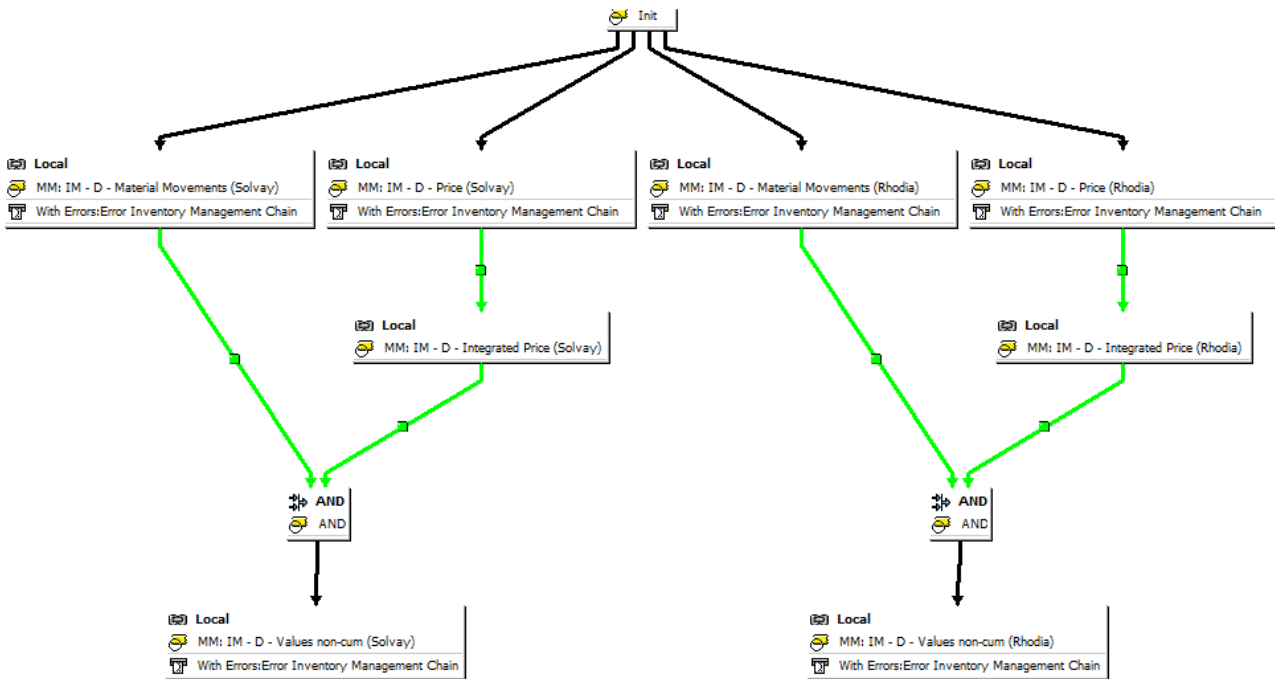 Init
Local
MM: IM - D - Material Movements (Solvay)
With Errors:Error Inventory Management Chain
Local
MM: IM - D - Price (Solvay)
With Errors:Error Inventory Management Chain
Local
MM: IM - D - Material Movements (Rhodia)
With Errors:Error Inventory Management Chain
Local
MM: IM - D - Price (Rhodia)
With Errors:Error Inventory Management Chain
Local
MM: IM - D - Integrated Price (Solvay)
Local
MM: IM - D - Integrated Price (Rhodia)
AND
AND
AND
AND
Local
MM: IM - D - Values non-cum (Solvay)
With Errors:Error Inventory Management Chain
Local
MM: IM - D - Values non-cum (Rhodia)
With Errors:Error Inventory Management Chain